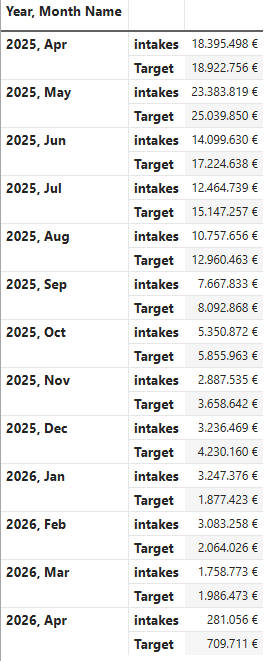 Year, Month Name
2025, Apr intakes 18.395.498 €
Target 18.922.756 €
2025, May intakes 23.383.819 €
Target 25.039.850 €
2025, Jun intakes 14.099.630 €
Target 17.224.638 €
2025, Jul intakes 12.464.739 €
Target 15.147.257 €
2025, Aug intakes 10.757.656 €
Target 12.960.463 €
2025, Sep intakes 7.667.833 €
Target 8.092.868 €
2025, Oct intakes 5.350.872 €
Target 5.855.963 €
2025, Nov intakes 2.887.535 €
Target 3.658.642 €
2025, Dec intakes 3.236.469 €
Target 4.230.160 €
2026, Jan intakes 3.247.376 €
Target 1.877.423 €
2026, Feb intakes 3.083.258 €
Target 2.064.026 €
2026, Mar intakes 1.758.773 €
Target 1.986.473 €
2026, Apr intakes 281.056 €
Target 709.711 €